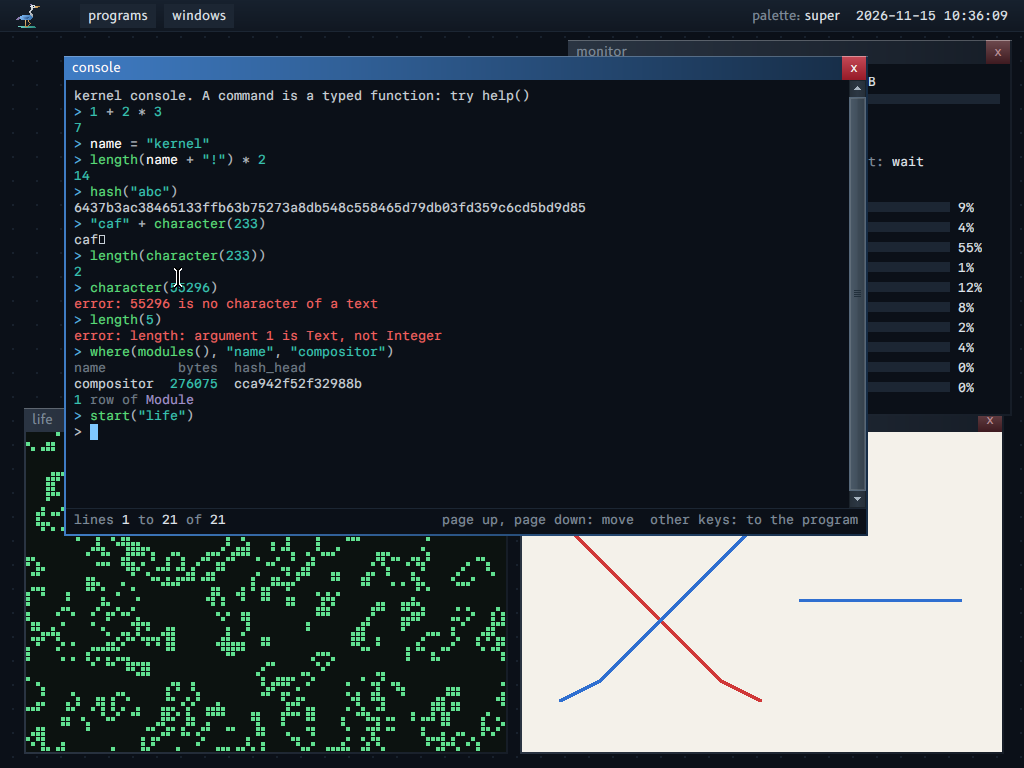 programs windows palette: super 2026-11-15 10:36:09
monitor x
console x
B
kernel console. A command is a typed function: try help()
> 1 + 2 * 3
7
> name = "kernel"
> length(name + "!") * 2
14
t: wait
> hash("abc")
6437b3ac38465133ffb63b75273a8db548c558465d79db03fd359c6cd5bd9d85
9%
> "caf" + character(233)
4%
caf▯
55%
> length(character(233))
1%
2
12%
> character(55296)
error: 55296 is no character of a text
8%
> length(5)
2%
error: length: argument 1 is Text, not Integer
4%
> where(modules(), "name", "compositor")
0%
name bytes hash_head
0%
compositor 276075 cca942f52f32988b
1 row of Module
> start("life")
>
life x
lines 1 to 21 of 21 page up, page down: move other keys: to the program